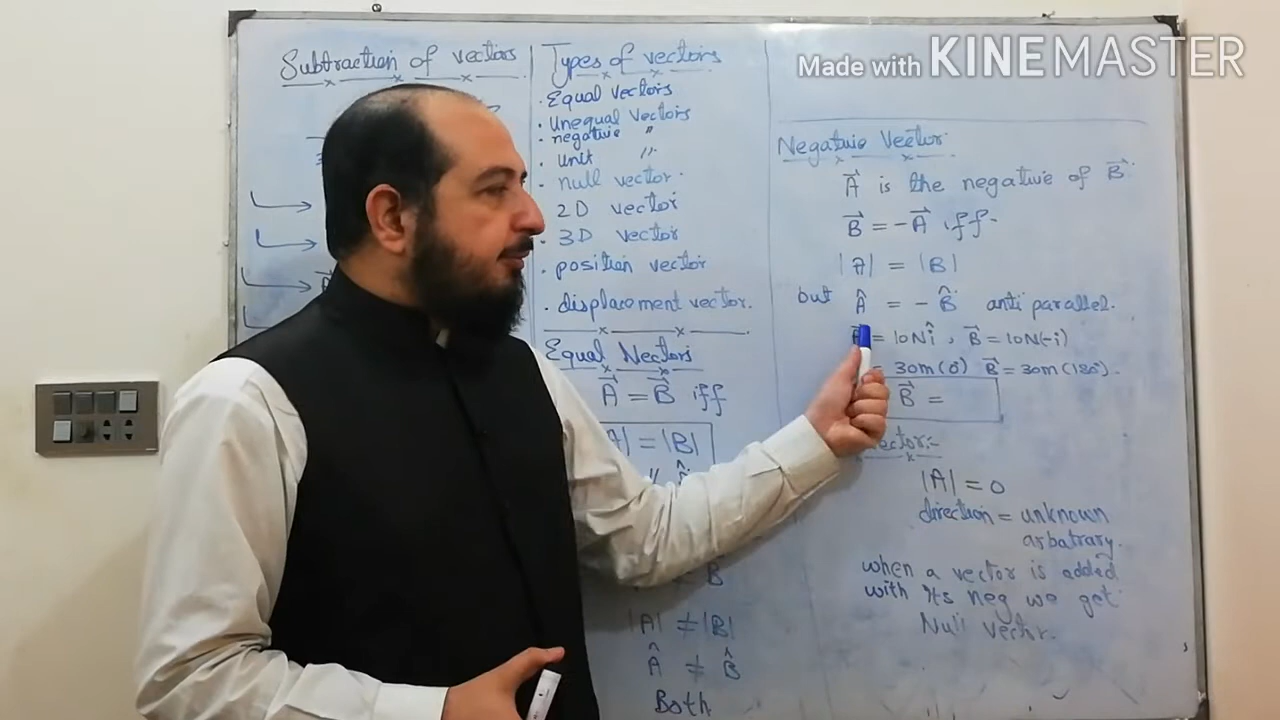 Made with KINEMASTER
Subtraction of vectors
Types of vectors
. Equal vectors
. Unequal Vectors
. negative "
. unit "
. null vector.
. 2D vector
. 3D vector
. position vector
. displacement vector.
Equal Vectors
A⃗ = B⃗ iff
A| = |B|
B
|A| ≠ |B|
Â ≠ B̂
Both
Negative Vector
A⃗ is the negative of B⃗
B⃗ = -A⃗ iff
|A| = |B|
but Â = - B̂ anti parallel.
= 10N î , B⃗ = 10N(-i)
30m(0°) B⃗ = 30m(180°).
B⃗ =
|A| = 0
direction = unknown
arbatrary.
when a vector is added
with its neg we get
Null vector.